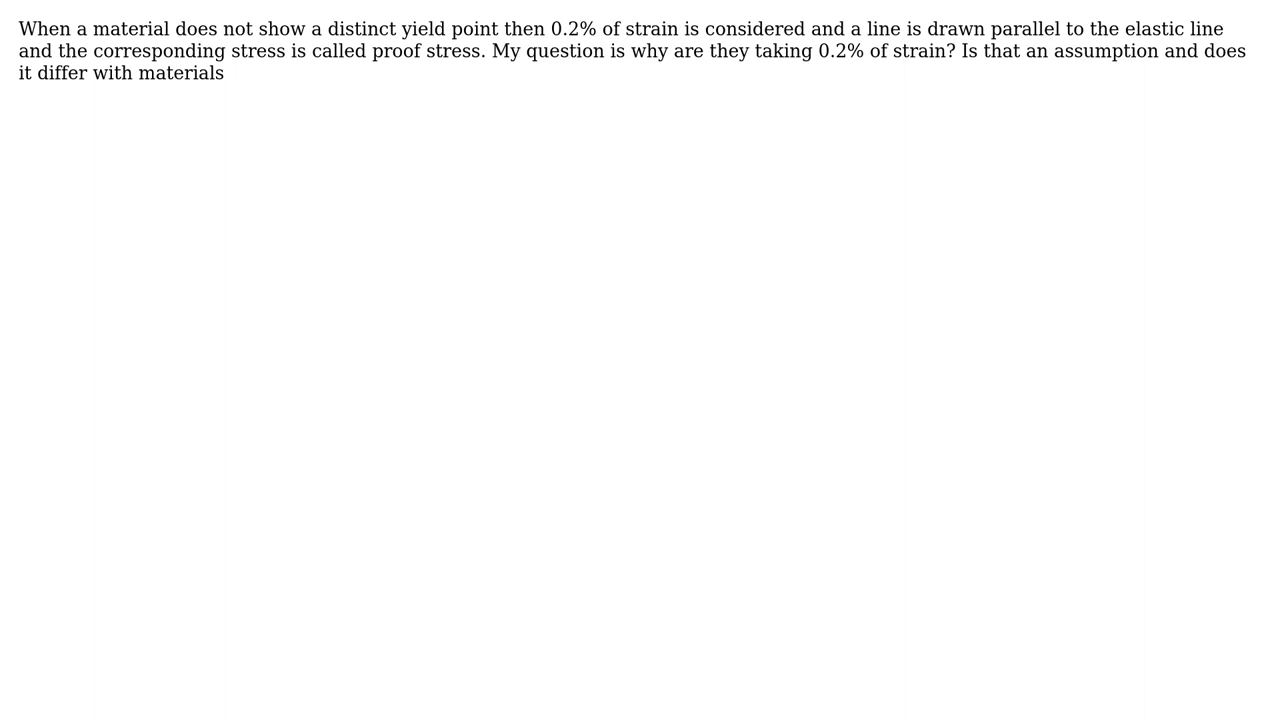 When a material does not show a distinct yield point then 0.2% of strain is considered and a line is drawn parallel to the elastic line
and the corresponding stress is called proof stress. My question is why are they taking 0.2% of strain? Is that an assumption and does
it differ with materials